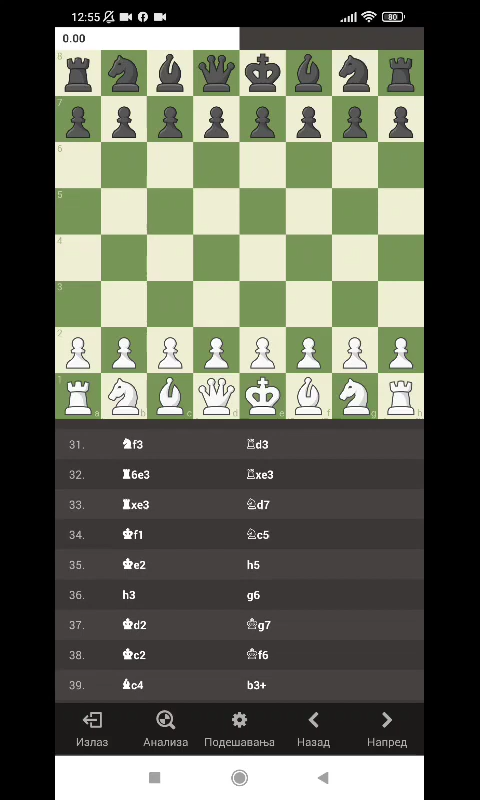 12:55 80
0.00
8
7
6
5
4
3
2
1 a b c d e f g h
31. ♞f3 ♖d3
32. ♜6e3 ♖xe3
33. ♜xe3 ♘d7
34. ♚f1 ♘c5
35. ♚e2 h5
36. h3 g6
37. ♚d2 ♔g7
38. ♚c2 ♔f6
39. ♝c4 b3+
Излаз Анализа Подешавања Назад Напред